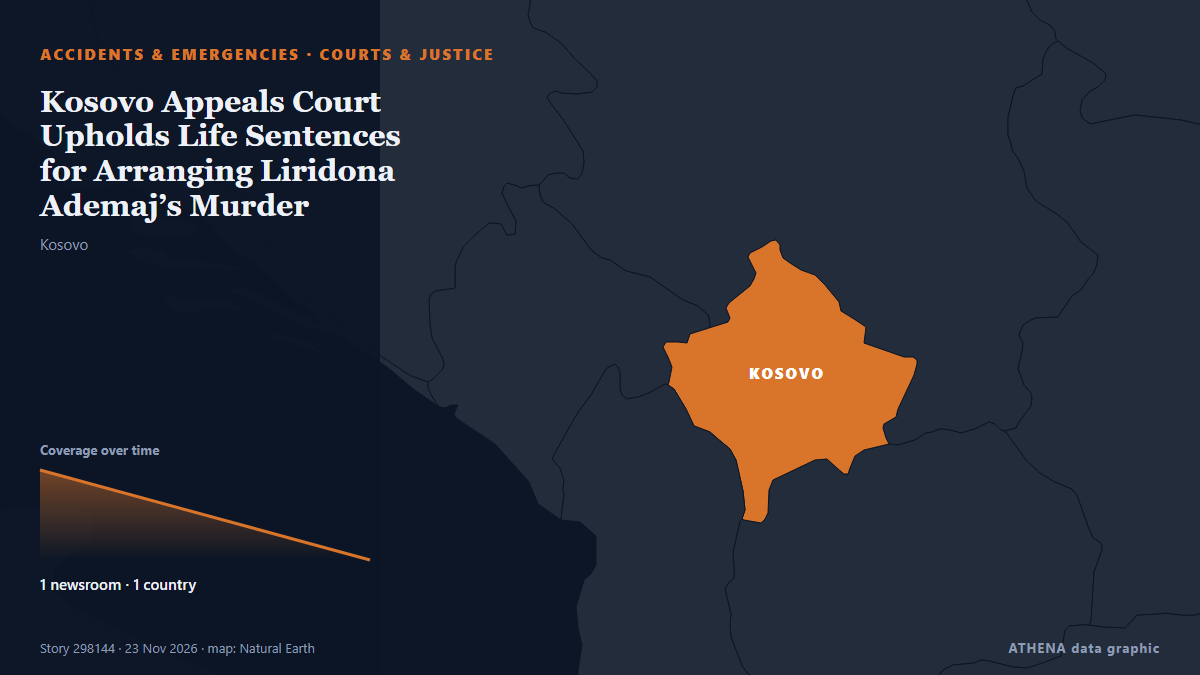 ACCIDENTS & EMERGENCIES · COURTS & JUSTICE
Kosovo Appeals Court
Upholds Life Sentences
for Arranging Liridona
Ademaj’s Murder
Kosovo
KOSOVO
Coverage over time
1 newsroom · 1 country
Story 298144 · 23 Nov 2026 · map: Natural Earth
ATHENA data graphic